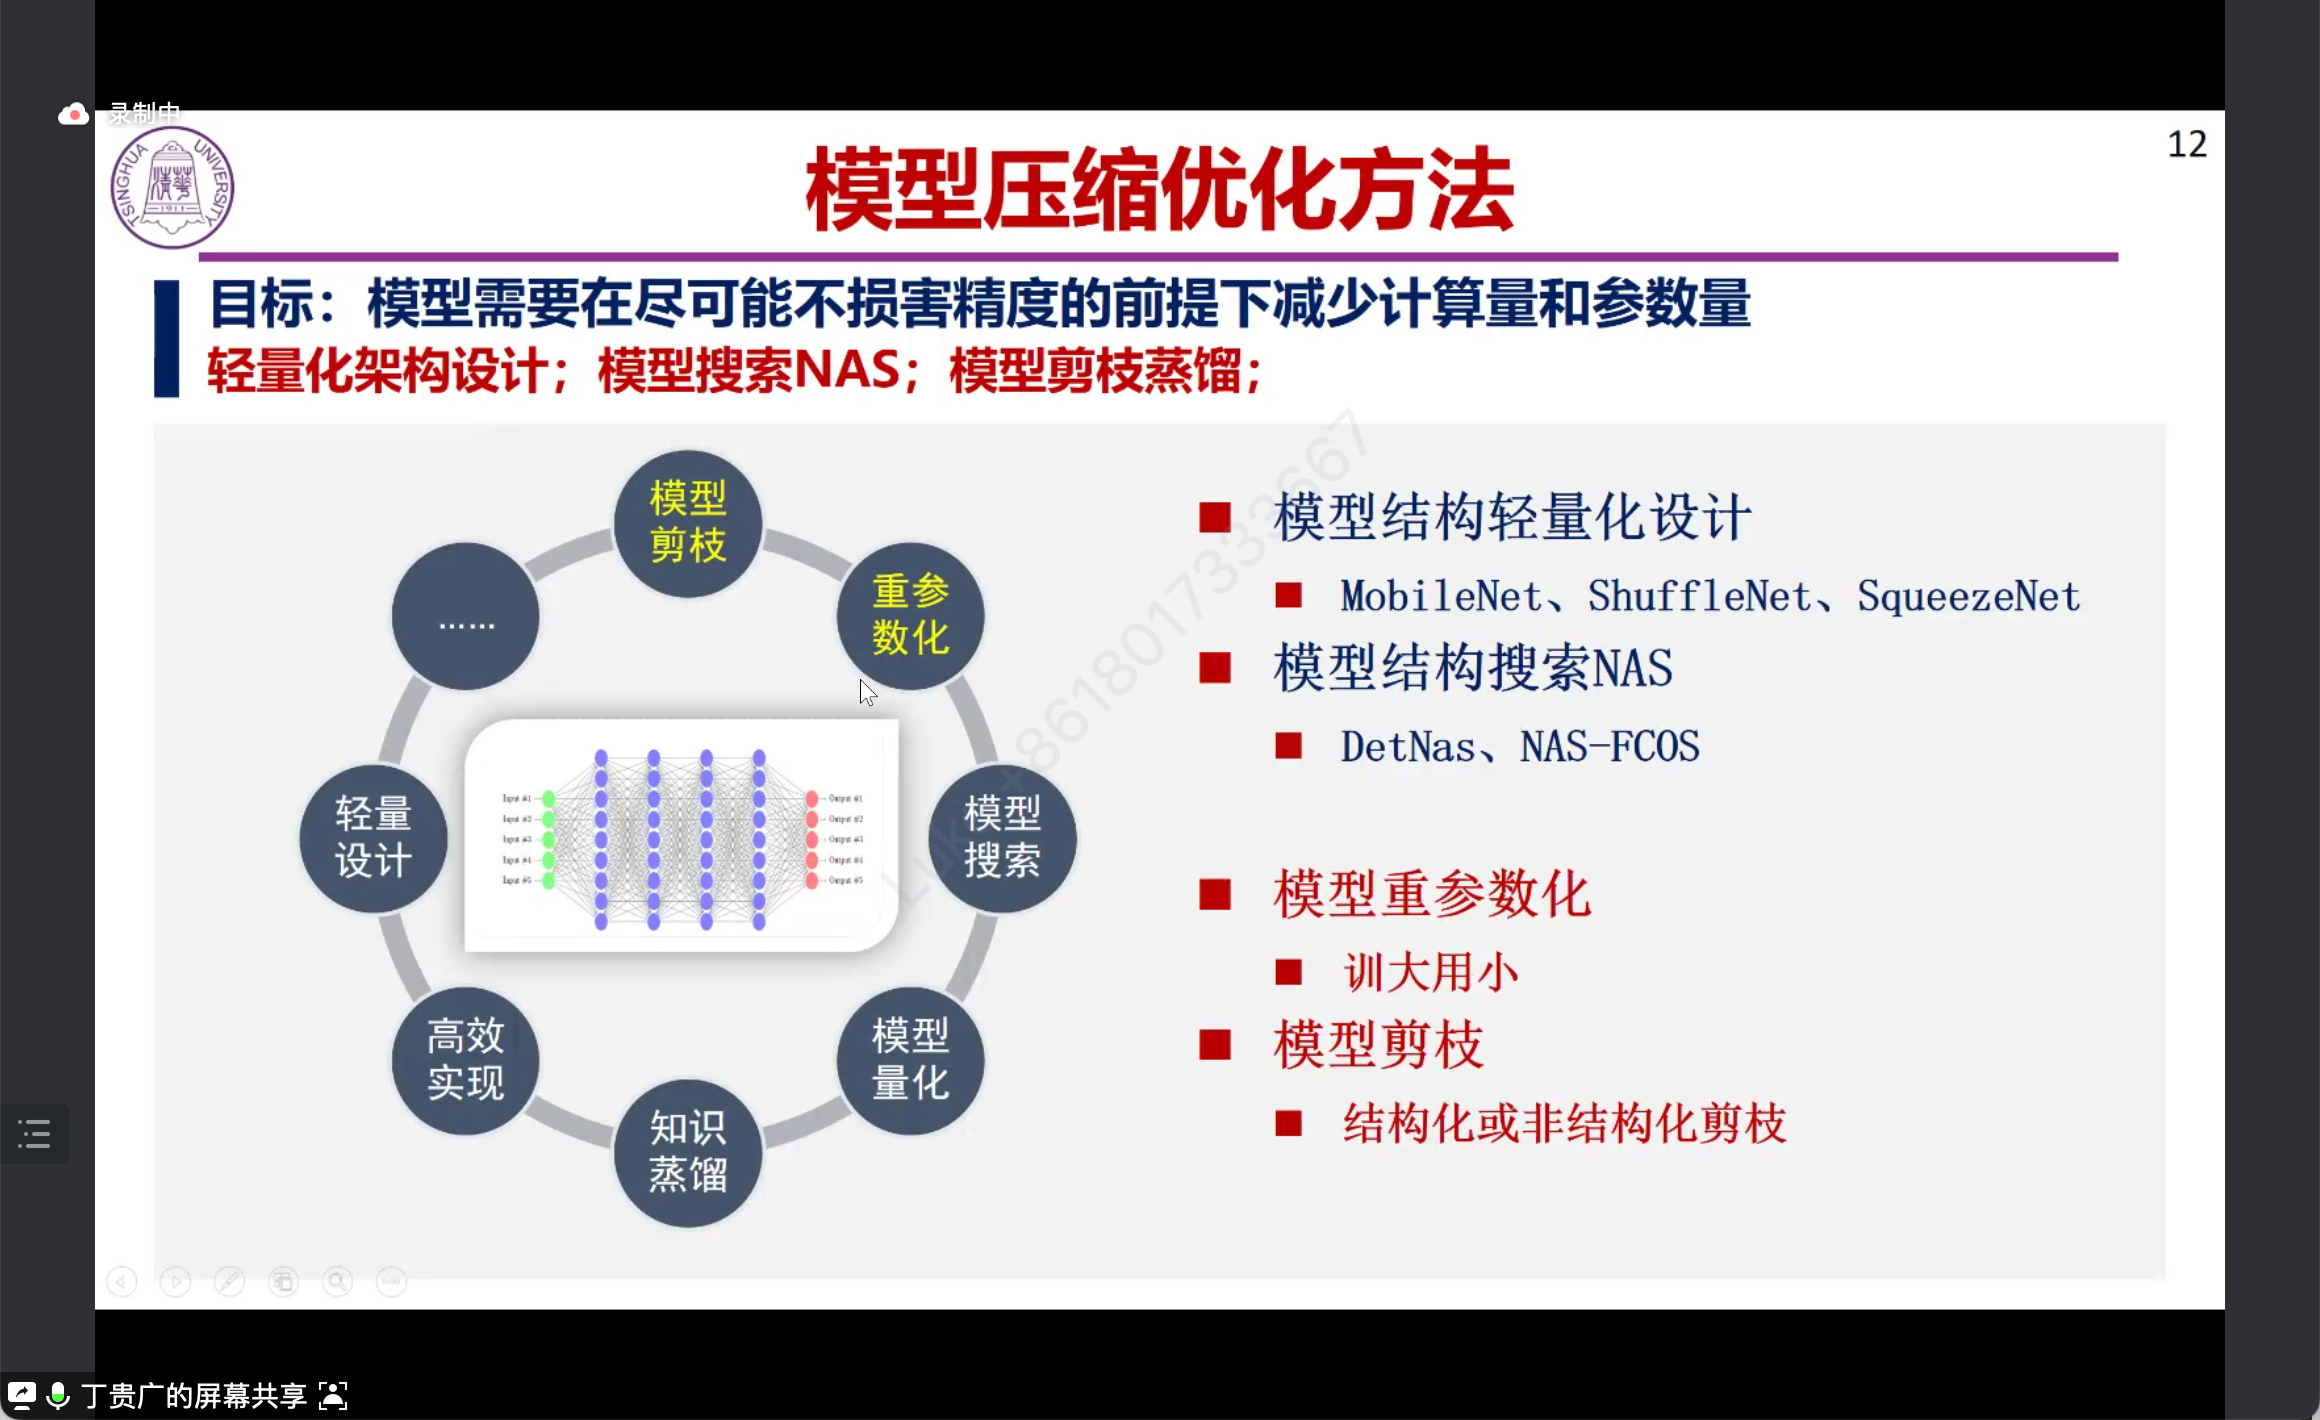 录制中
TSINGHUA UNIVERSITY
清華
1911
12
模型压缩优化方法
目标：模型需要在尽可能不损害精度的前提下减少计算量和参数量
轻量化架构设计；模型搜索NAS；模型剪枝蒸馏；
模型
剪枝
重参
数化
模型
搜索
模型
量化
知识
蒸馏
高效
实现
轻量
设计
……
Input #1
Input #2
Input #3
Input #4
Input #5
Output #1
Output #2
Output #3
Output #4
Output #5
模型结构轻量化设计
MobileNet、ShuffleNet、SqueezeNet
模型结构搜索NAS
DetNas、NAS-FCOS
模型重参数化
训大用小
模型剪枝
结构化或非结构化剪枝
Luke +8618017333667
丁贵广的屏幕共享